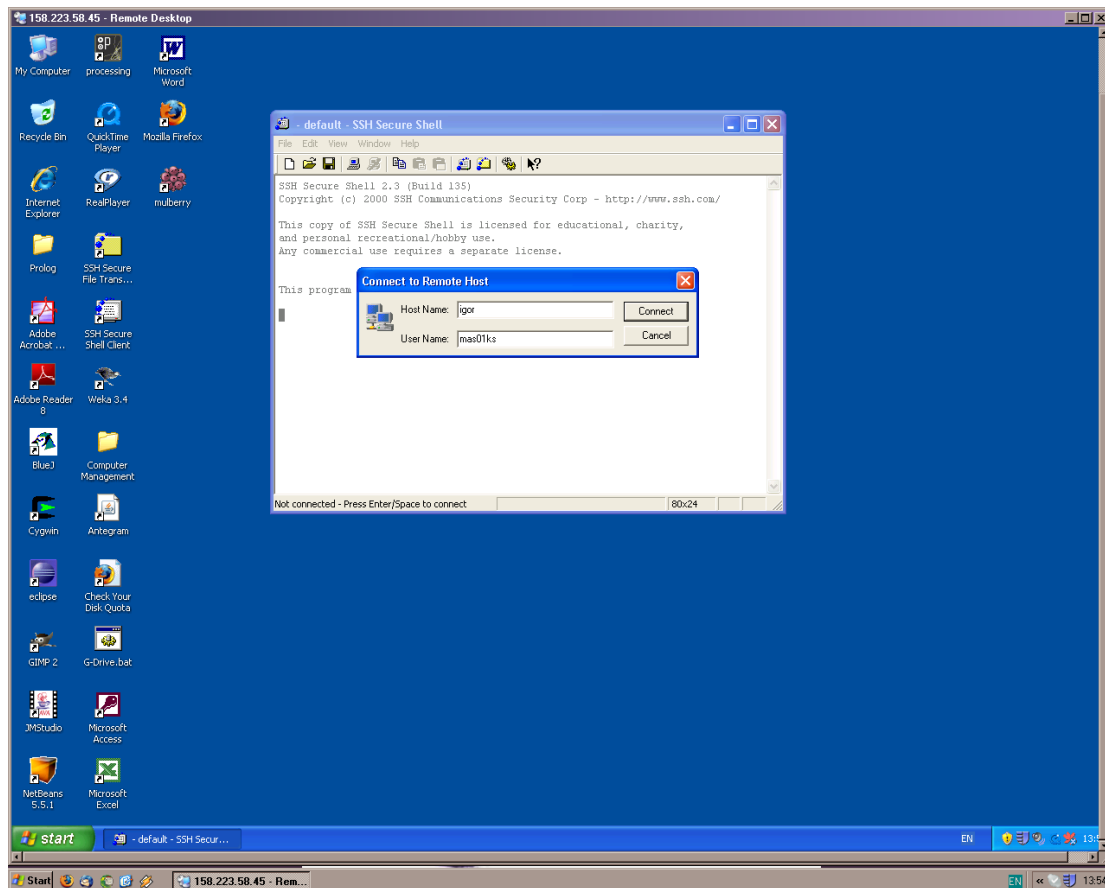 158.223.58.45 - Remote Desktop
My Computer
processing
Microsoft
Word
Recycle Bin
QuickTime
Player
Mozilla Firefox
Internet
Explorer
RealPlayer
mulberry
Prolog
SSH Secure
File Trans...
Adobe
Acrobat ...
SSH Secure
Shell Client
Adobe Reader
8
Weka 3.4
BlueJ
Computer
Management
Cygwin
Antegram
eclipse
Check Your
Disk Quota
GIMP 2
G-Drive.bat
JMStudio
Microsoft
Access
NetBeans
5.5.1
Microsoft
Excel
- default - SSH Secure Shell
File Edit View Window Help
SSH Secure Shell 2.3 (Build 135)
Copyright (c) 2000 SSH Communications Security Corp - http://www.ssh.com/
This copy of SSH Secure Shell is licensed for educational, charity,
and personal recreational/hobby use.
Any commercial use requires a separate license.
This program
Connect to Remote Host
Host Name: igor
Connect
User Name: mas01ks
Cancel
Not connected - Press Enter/Space to connect
80x24
start
- default - SSH Secur...
EN
Start
158.223.58.45 - Rem...
EN
13:54